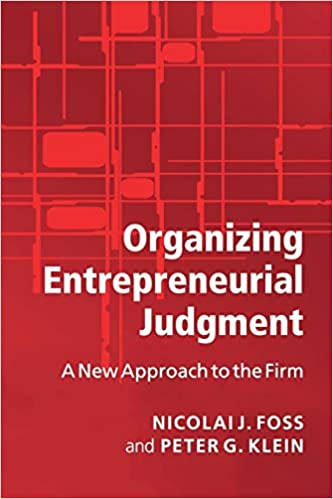 Organizing
Entrepreneurial
Judgment
A New Approach to the Firm
NICOLAI J. FOSS
and PETER G. KLEIN